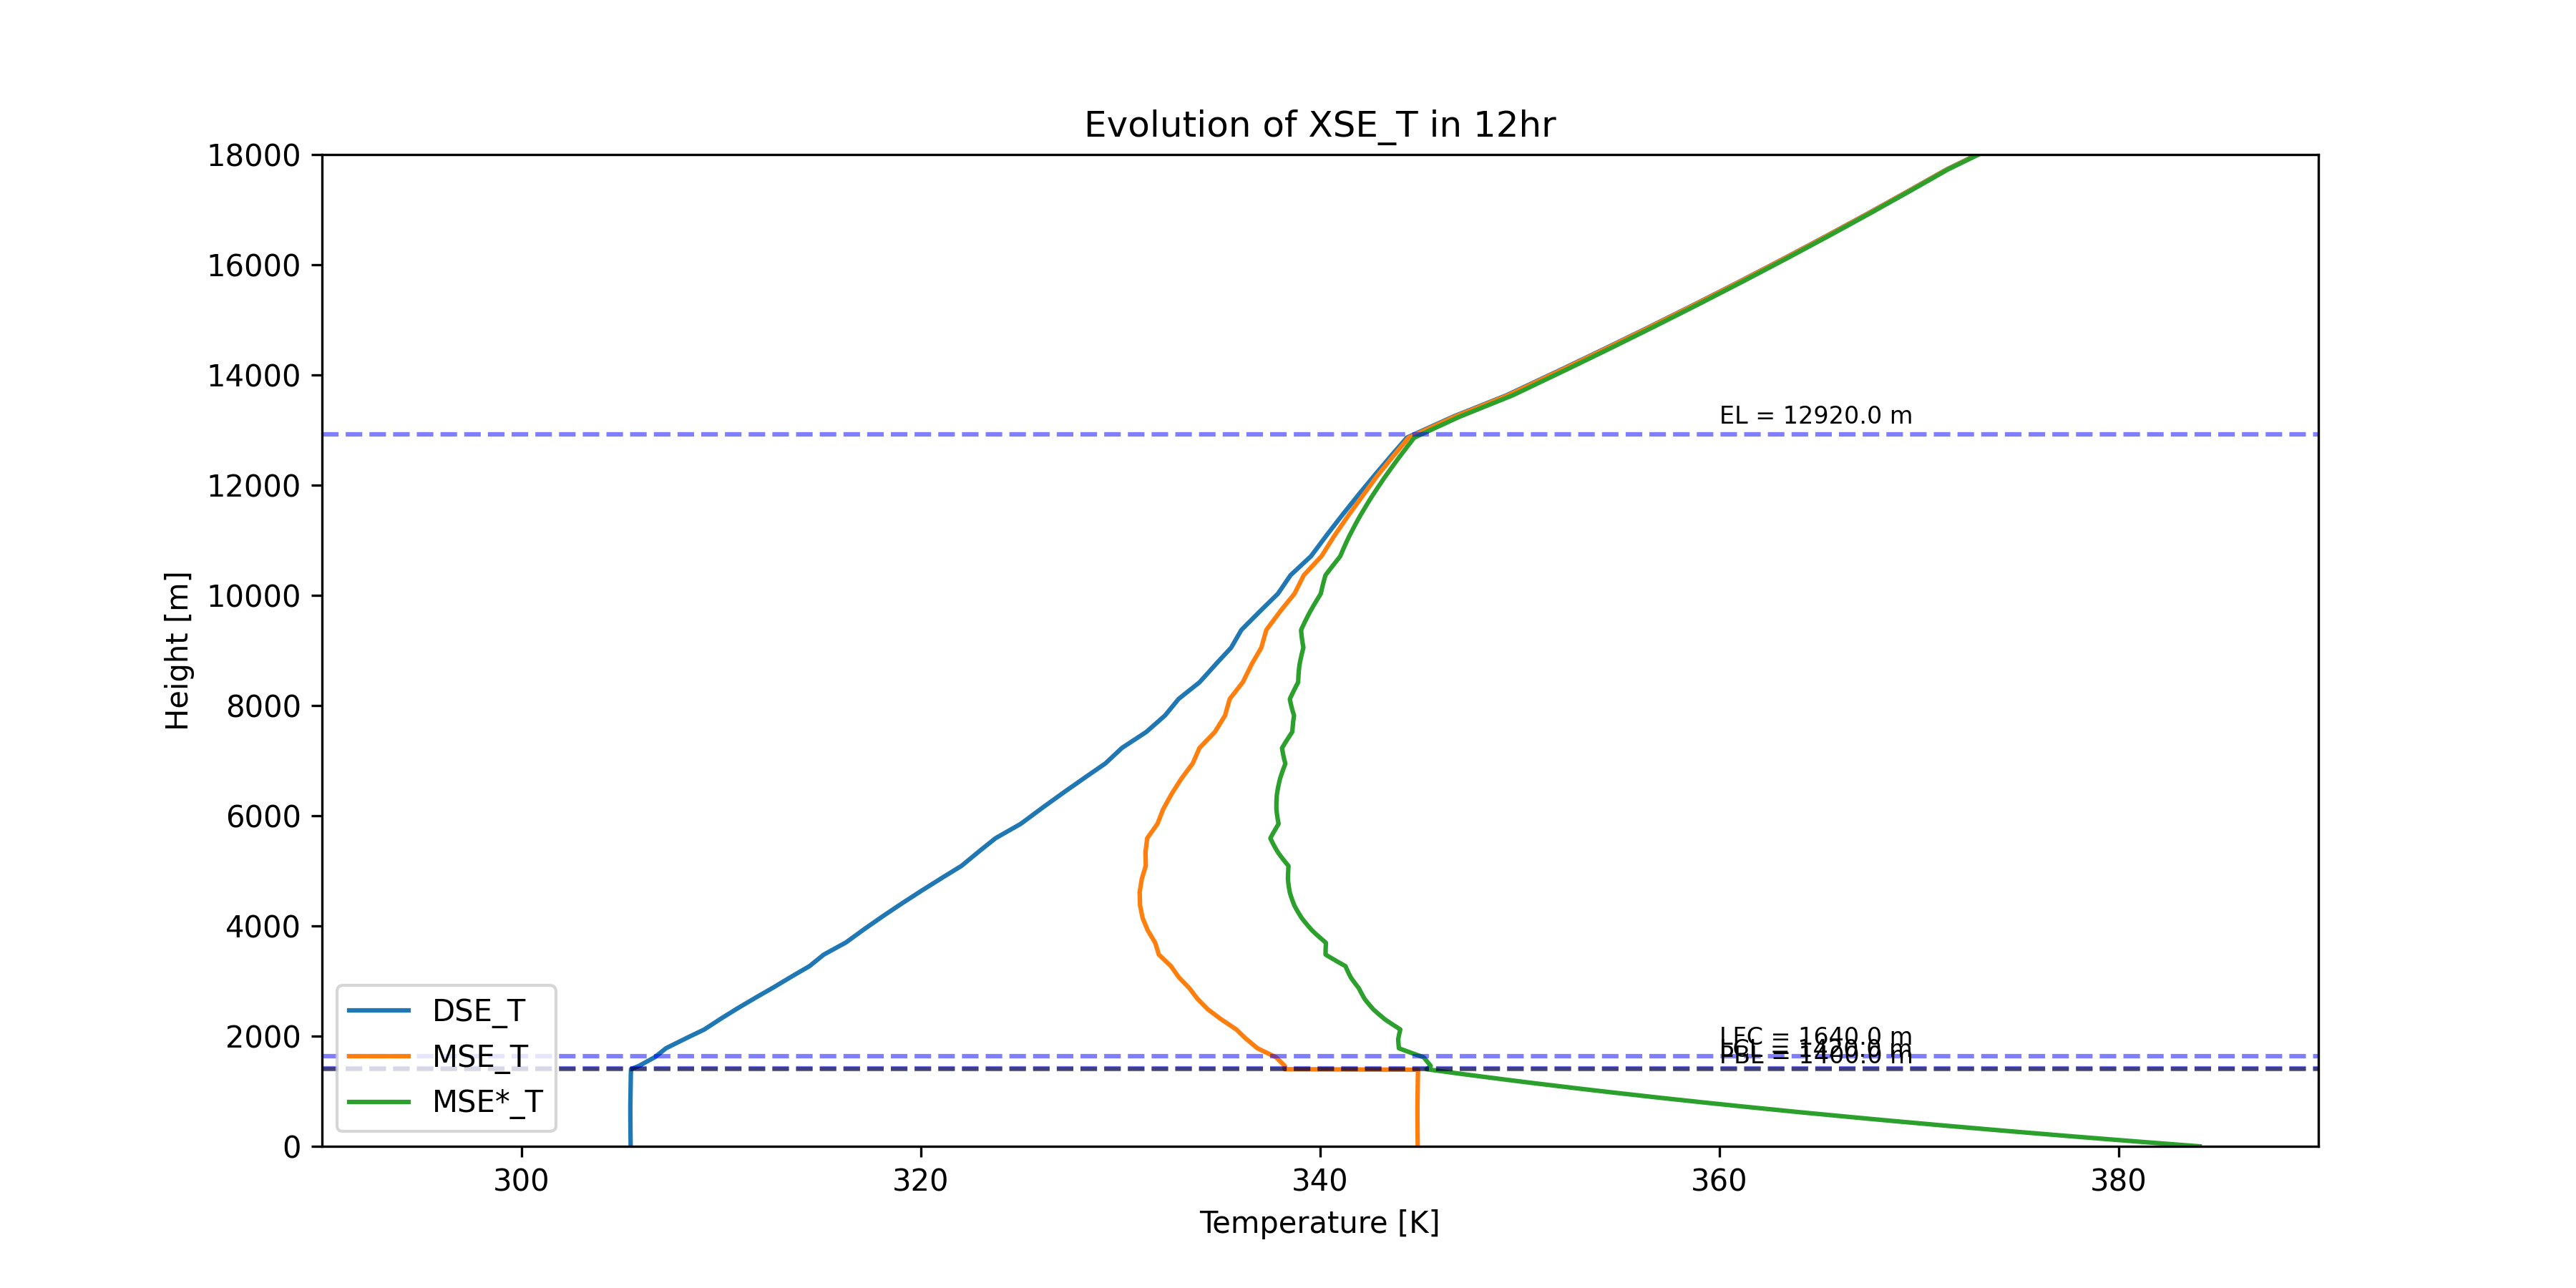 Evolution of XSE_T in 12hr
Height [m]
18000
16000
14000
12000
10000
8000
6000
4000
2000
0
EL = 12920.0 m
LFC = 1640.0 m
PBL = 1400.0 m
DSE_T
MSE_T
MSE*_T
300
320
340
360
380
Temperature [K]